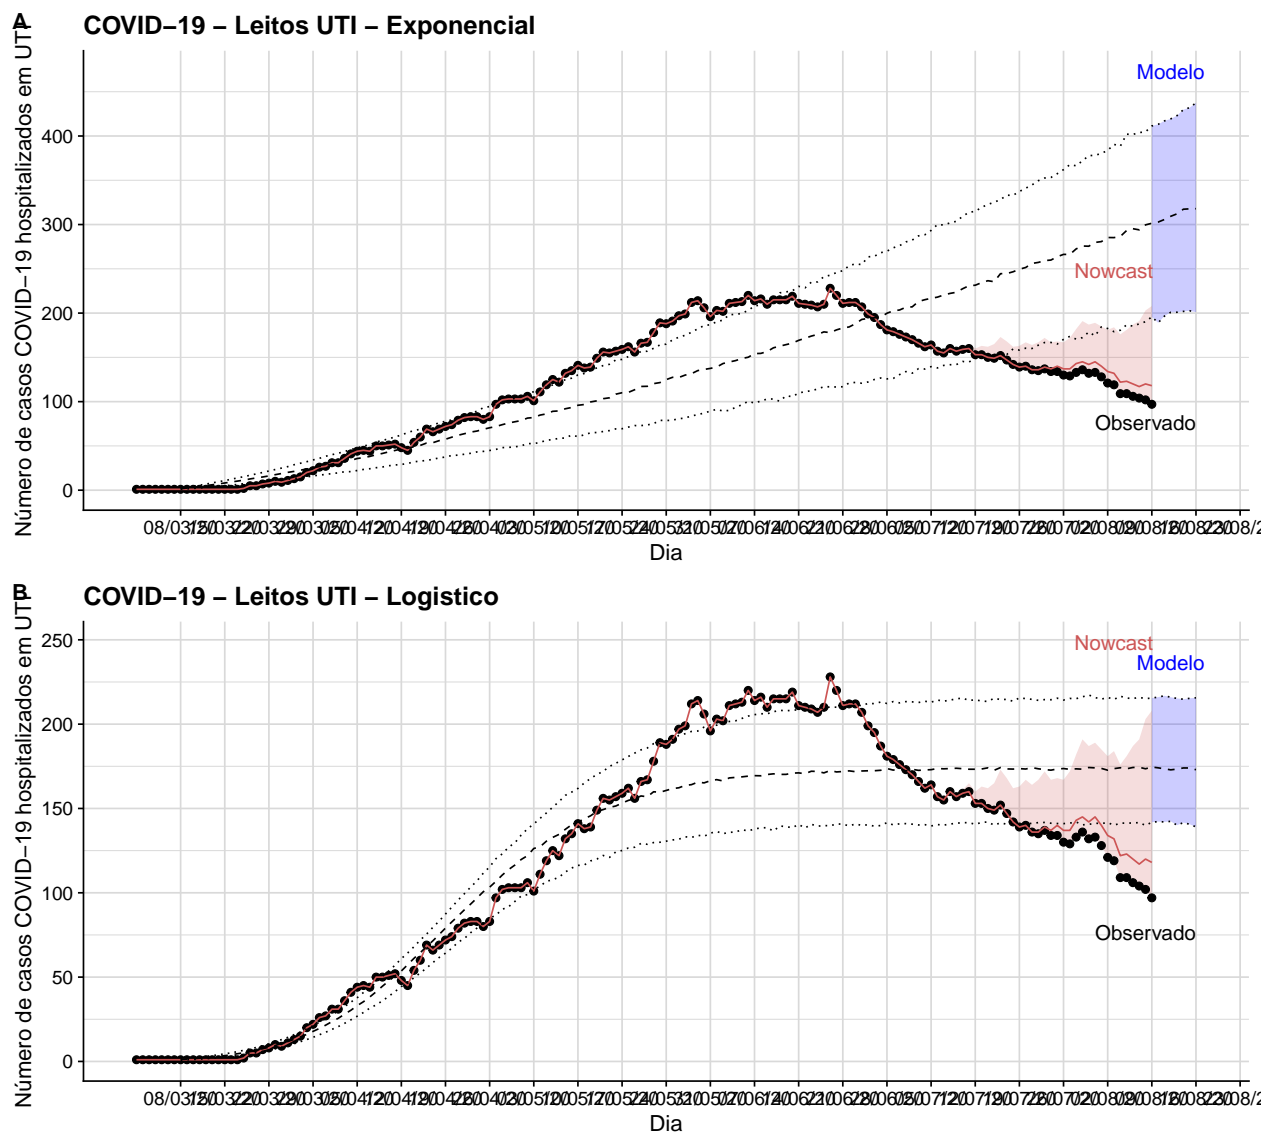 A
COVID−19 − Leitos UTI − Exponencial
Número de casos COVID−19 hospitalizados em UTI
400
300
200
100
0
Modelo
Nowcast
Observado
Dia
B
COVID−19 − Leitos UTI − Logistico
Número de casos COVID−19 hospitalizados em UTI
250
200
150
100
50
0
Nowcast
Modelo
Observado
Dia